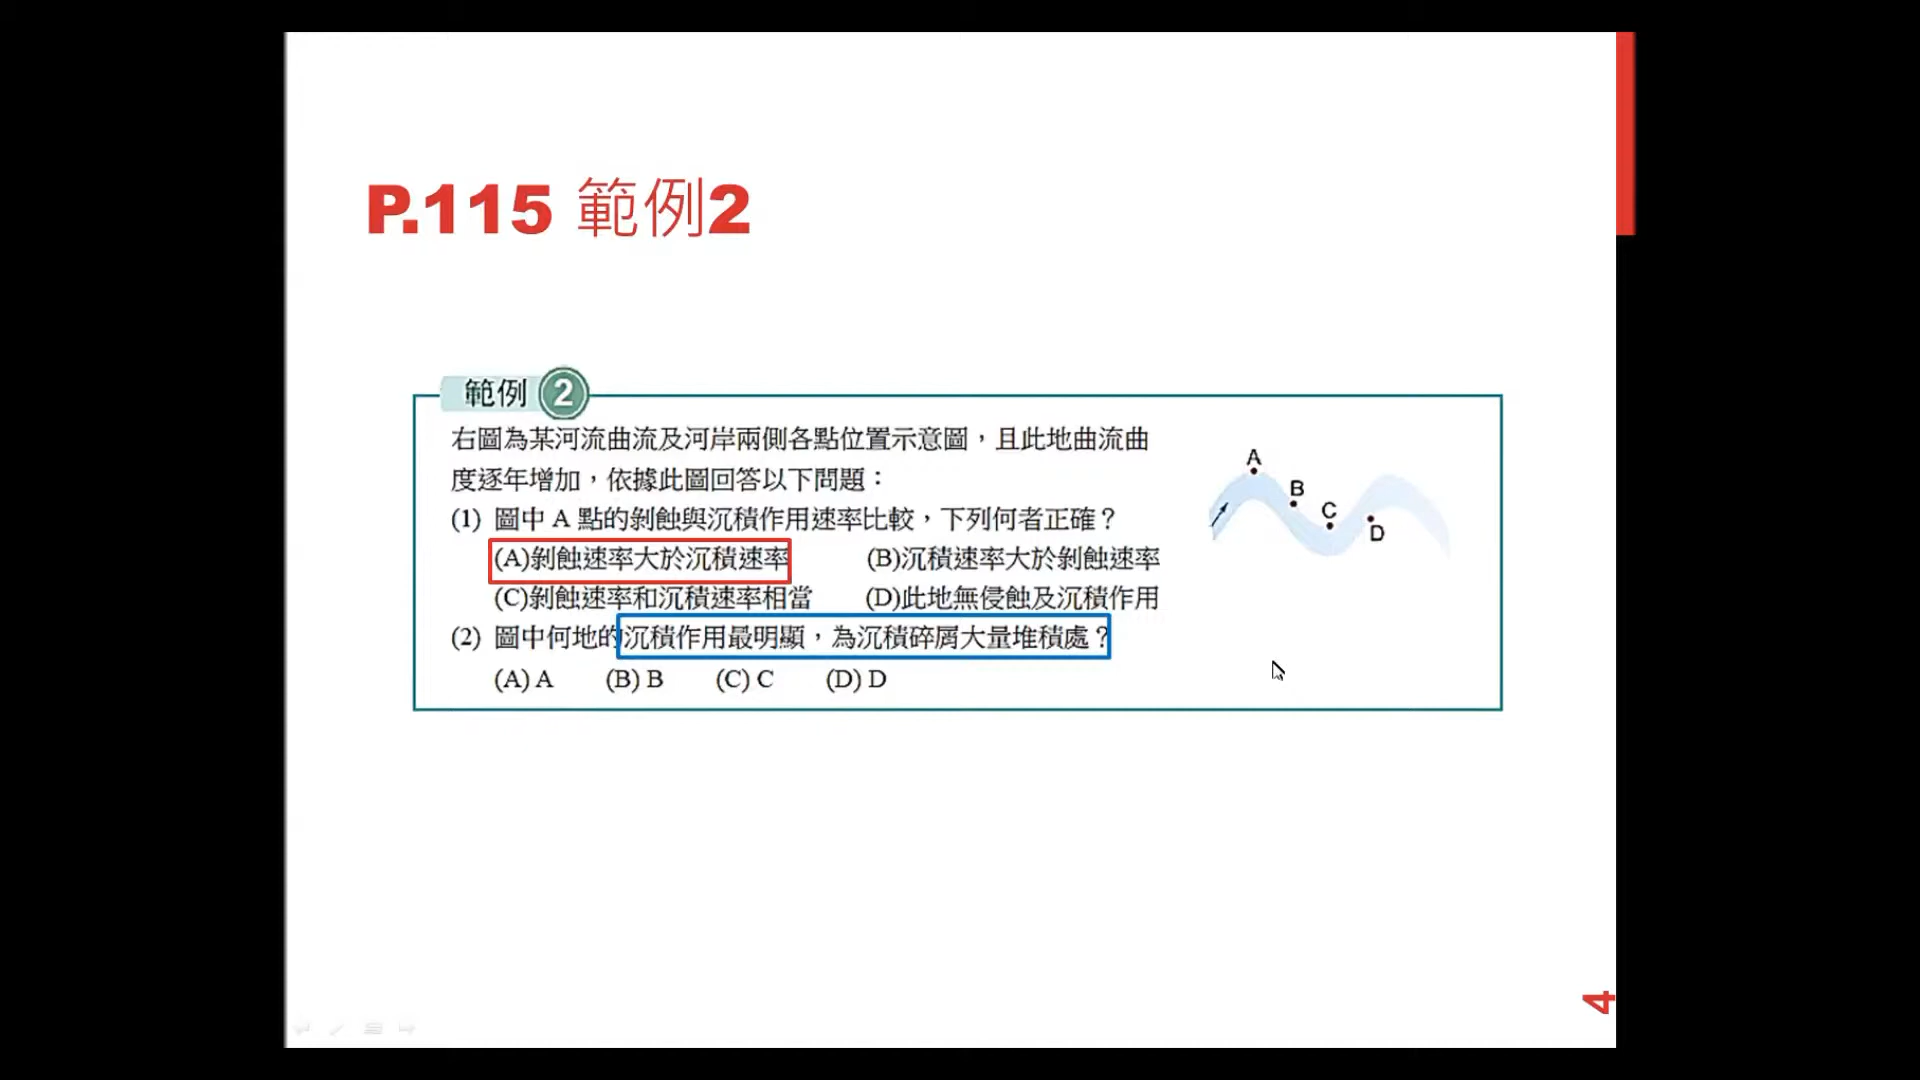 P.115 範例2
範例 2
右圖為某河流曲流及河岸兩側各點位置示意圖，且此地曲流曲
度逐年增加，依據此圖回答以下問題：
(1) 圖中 A 點的剝蝕與沉積作用速率比較，下列何者正確？
(A)剝蝕速率大於沉積速率 (B)沉積速率大於剝蝕速率
(C)剝蝕速率和沉積速率相當 (D)此地無侵蝕及沉積作用
(2) 圖中何地的沉積作用最明顯，為沉積碎屑大量堆積處？
(A) A (B) B (C) C (D) D
A
B
C
D
4